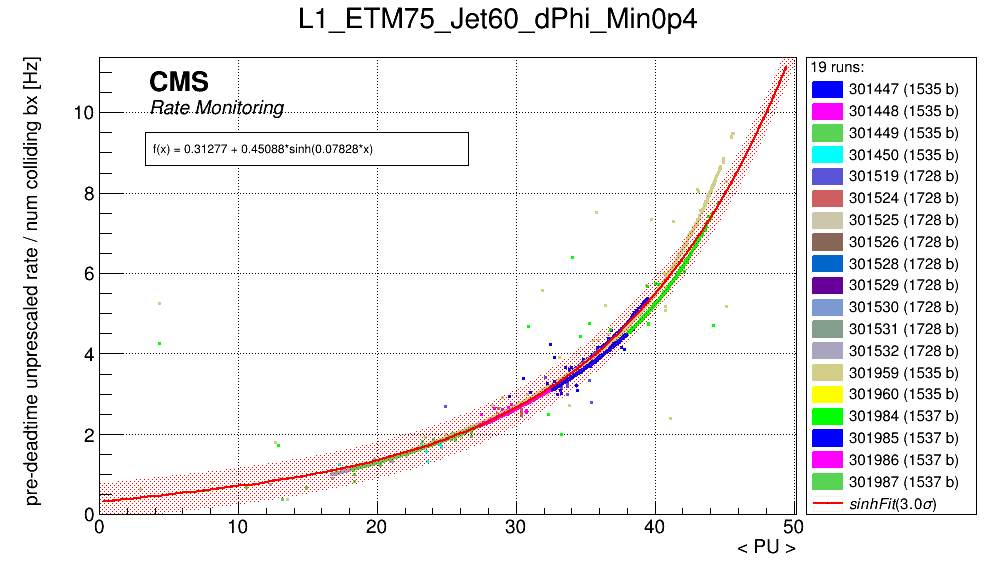 L1_ETM75_Jet60_dPhi_Min0p4
pre-deadtime unprescaled rate / num colliding bx [Hz]
CMS
Rate Monitoring
f(x) = 0.31277 + 0.45088*sinh(0.07828*x)
10
8
6
4
2
0
0 10 20 30 40 50
< PU >
19 runs:
301447 (1535 b)
301448 (1535 b)
301449 (1535 b)
301450 (1535 b)
301519 (1728 b)
301524 (1728 b)
301525 (1728 b)
301526 (1728 b)
301528 (1728 b)
301529 (1728 b)
301530 (1728 b)
301531 (1728 b)
301532 (1728 b)
301959 (1535 b)
301960 (1535 b)
301984 (1537 b)
301985 (1537 b)
301986 (1537 b)
301987 (1537 b)
sinhFit(3.0σ)